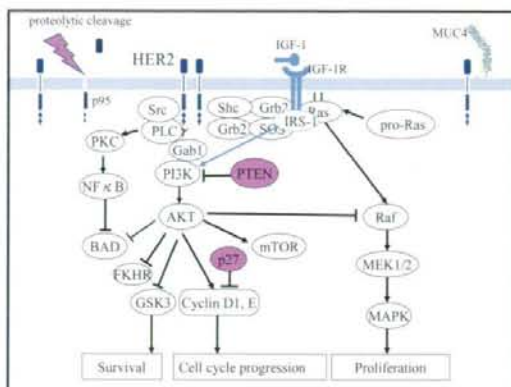 proteolytic cleavage
MUC4
IGF-1
HER2
IGF-1R
p95
Src
Shc
Grb2
Ras
pro-Ras
PLC
Grb2
SOS
IRS-1
PKC
Gab1
PI3K
PTEN
NFκB
AKT
Raf
BAD
mTOR
p27
FKHR
MEK1/2
GSK3
Cyclin D1, E
MAPK
Survival
Cell cycle progression
Proliferation